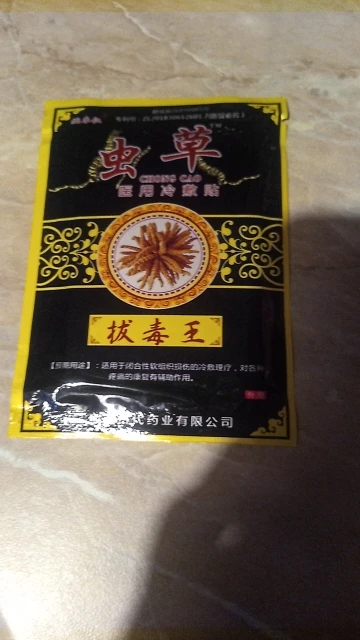 虫草
CHONG CAO
医用冷敷贴
拔毒王
【预期用途】：适用于闭合性软组织损伤的冷敷理疗，对各种
疼痛的康复有辅助作用。
代药业有限公司